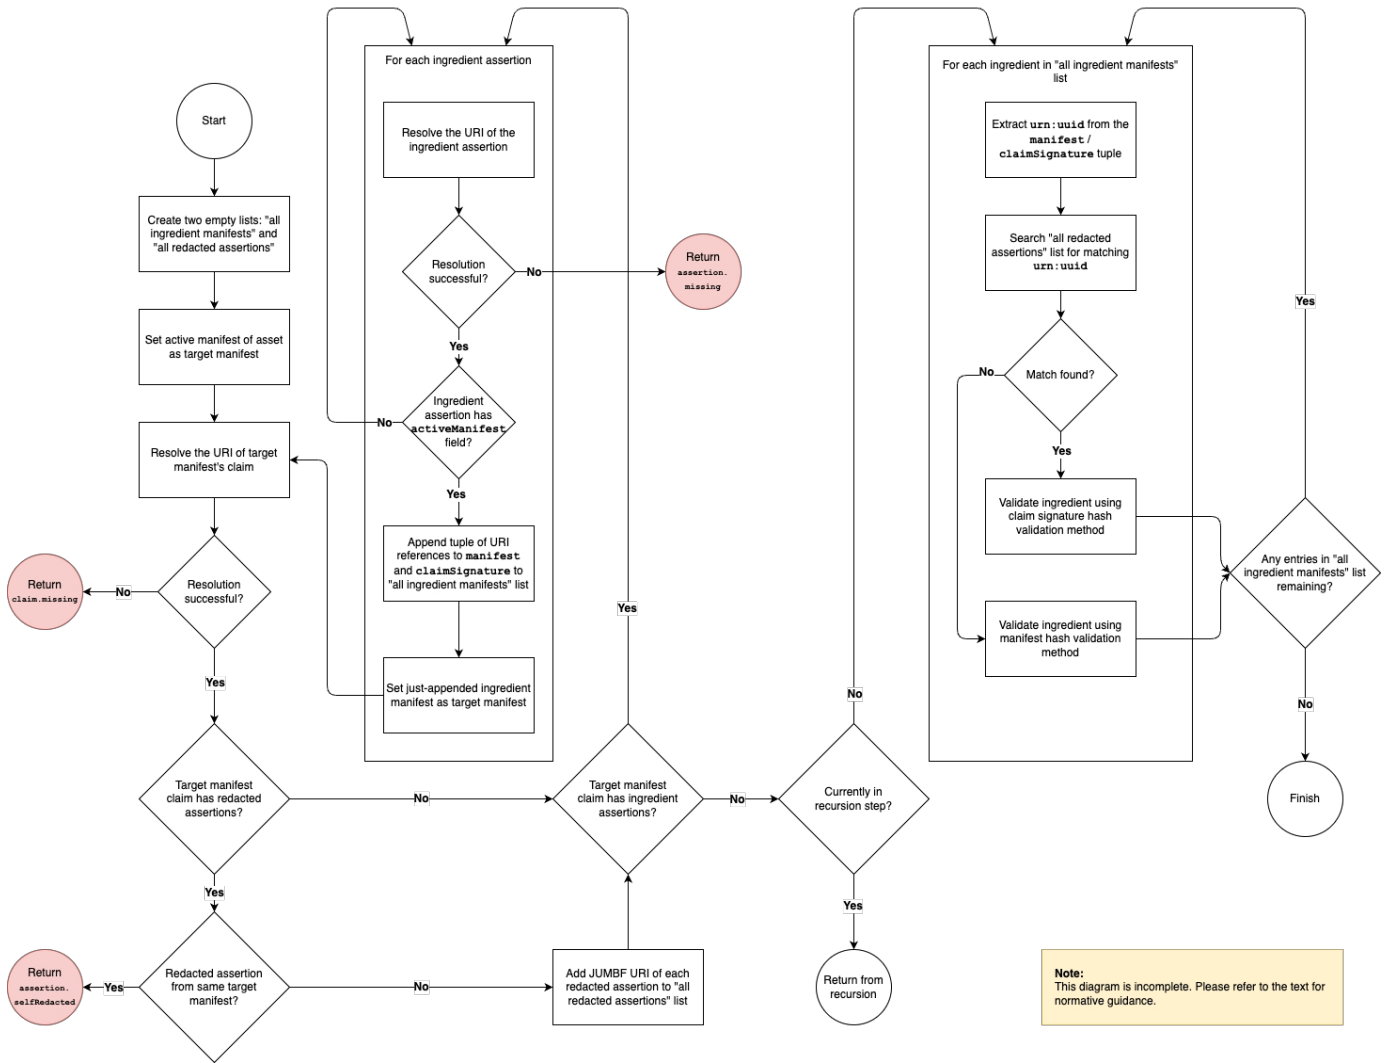 Start
Create two empty lists: "all
ingredient manifests" and
"all redacted assertions"
Set active manifest of asset
as target manifest
Resolve the URI of target
manifest's claim
Resolution
successful?
No
Return
claim.missing
Yes
Target manifest
claim has redacted
assertions?
No
Yes
Redacted assertion
from same target
manifest?
Yes
Return
assertion.
selfRedacted
No
Add JUMBF URI of each
redacted assertion to "all
redacted assertions" list
For each ingredient assertion
Resolve the URI of the
ingredient assertion
Resolution
successful?
No
Return
assertion.
missing
Yes
Ingredient
assertion has
activeManifest
field?
No
Yes
Append tuple of URI
references to manifest
and claimSignature to
"all ingredient manifests" list
Set just-appended ingredient
manifest as target manifest
Yes
Target manifest
claim has ingredient
assertions?
No
Currently in
recursion step?
No
Yes
Return from
recursion
For each ingredient in "all ingredient manifests"
list
Extract urn:uuid from the
manifest /
claimSignature tuple
Search "all redacted
assertions" list for matching
urn:uuid
Match found?
No
Yes
Validate ingredient using
claim signature hash
validation method
Validate ingredient using
manifest hash validation
method
Yes
Any entries in "all
ingredient manifests" list
remaining?
No
Finish
Note:
This diagram is incomplete. Please refer to the text for
normative guidance.